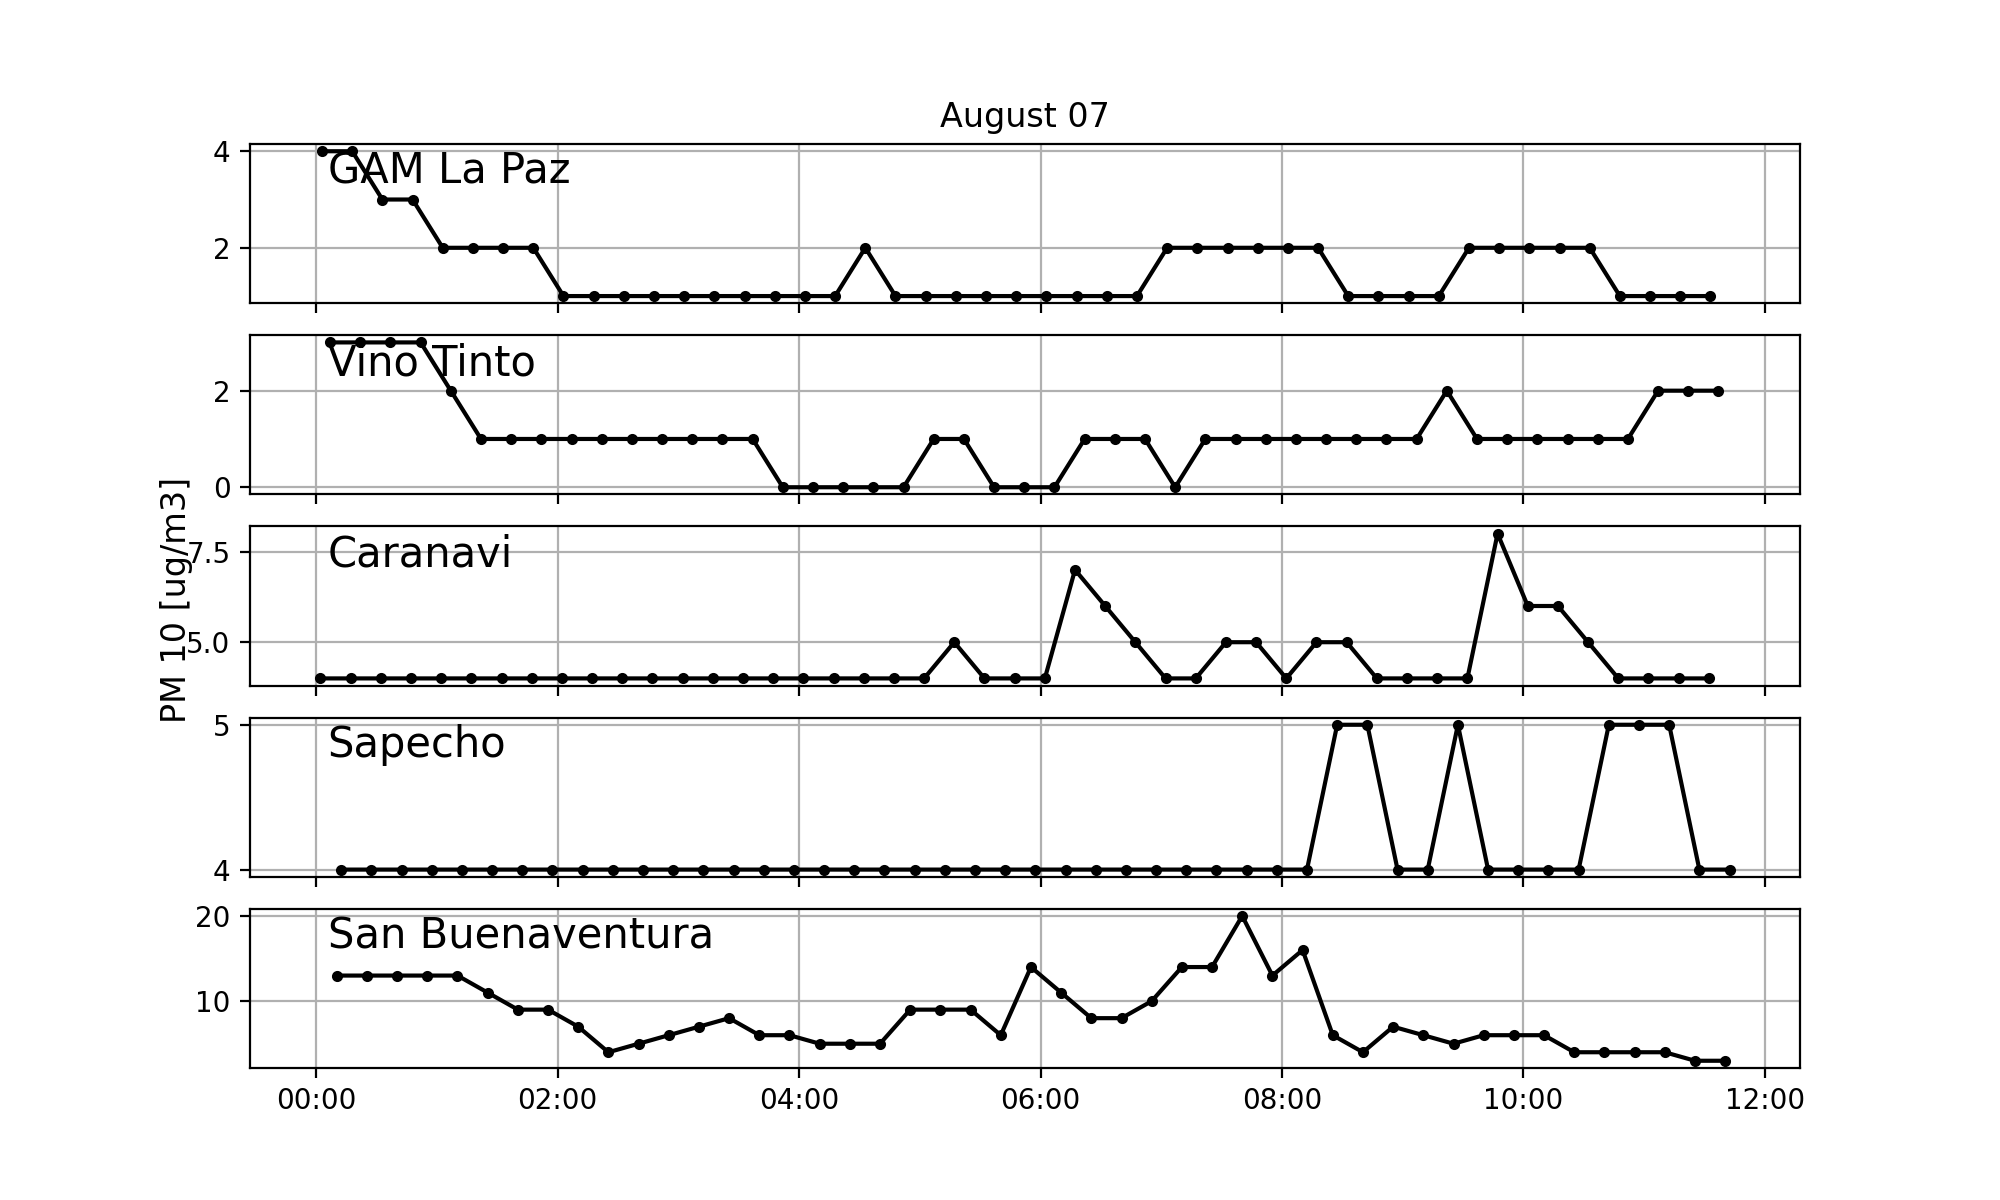 August 07
PM 10 [ug/m3]
4
2
GAM La Paz
2
0
Vino Tinto
7.5
5.0
Caranavi
5
4
Sapecho
20
10
San Buenaventura
00:00 02:00 04:00 06:00 08:00 10:00 12:00